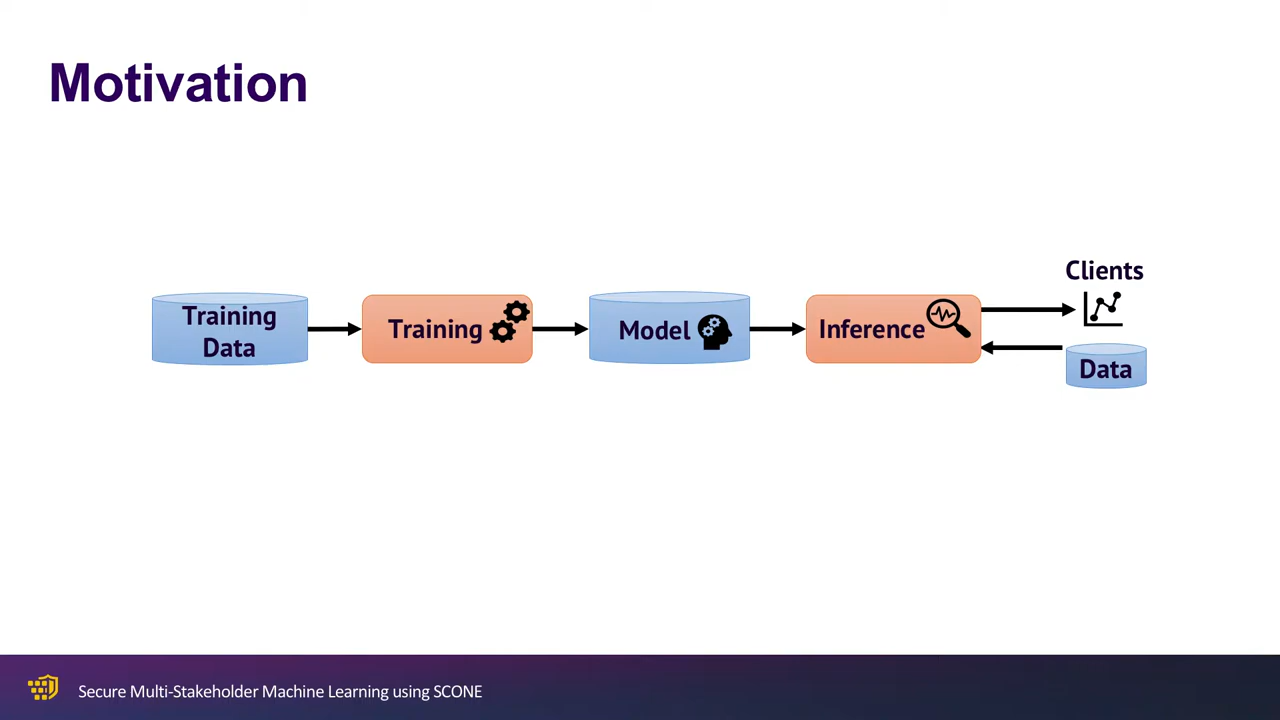 Motivation
Clients
Training
Data
Training
Model
Inference
Data
Secure Multi-Stakeholder Machine Learning using SCONE